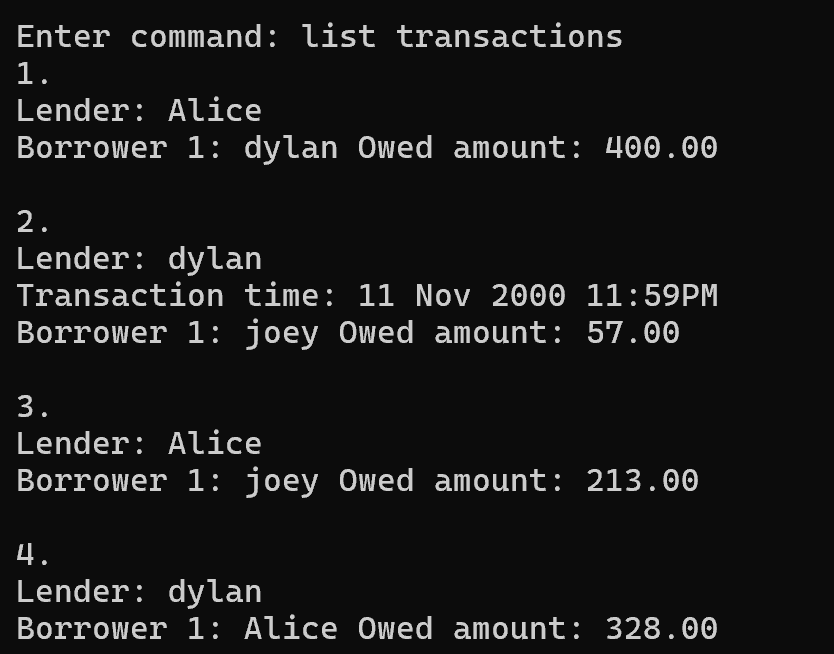 Enter command: list transactions
1.
Lender: Alice
Borrower 1: dylan Owed amount: 400.00
2.
Lender: dylan
Transaction time: 11 Nov 2000 11:59PM
Borrower 1: joey Owed amount: 57.00
3.
Lender: Alice
Borrower 1: joey Owed amount: 213.00
4.
Lender: dylan
Borrower 1: Alice Owed amount: 328.00